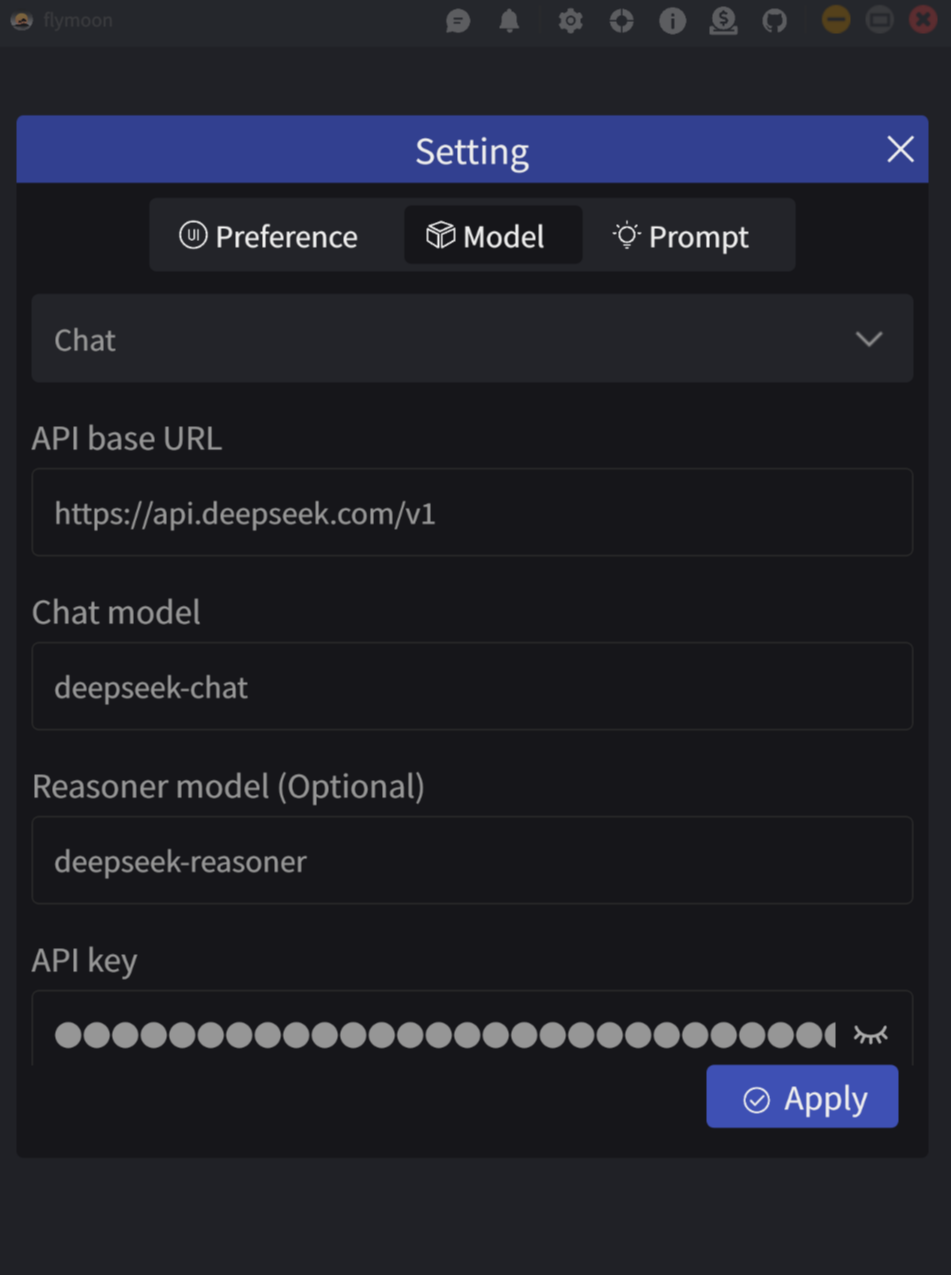 flymoon
Setting
UI Preference
Model
Prompt
Chat
API base URL
https://api.deepseek.com/v1
Chat model
deepseek-chat
Reasoner model (Optional)
deepseek-reasoner
API key
Apply